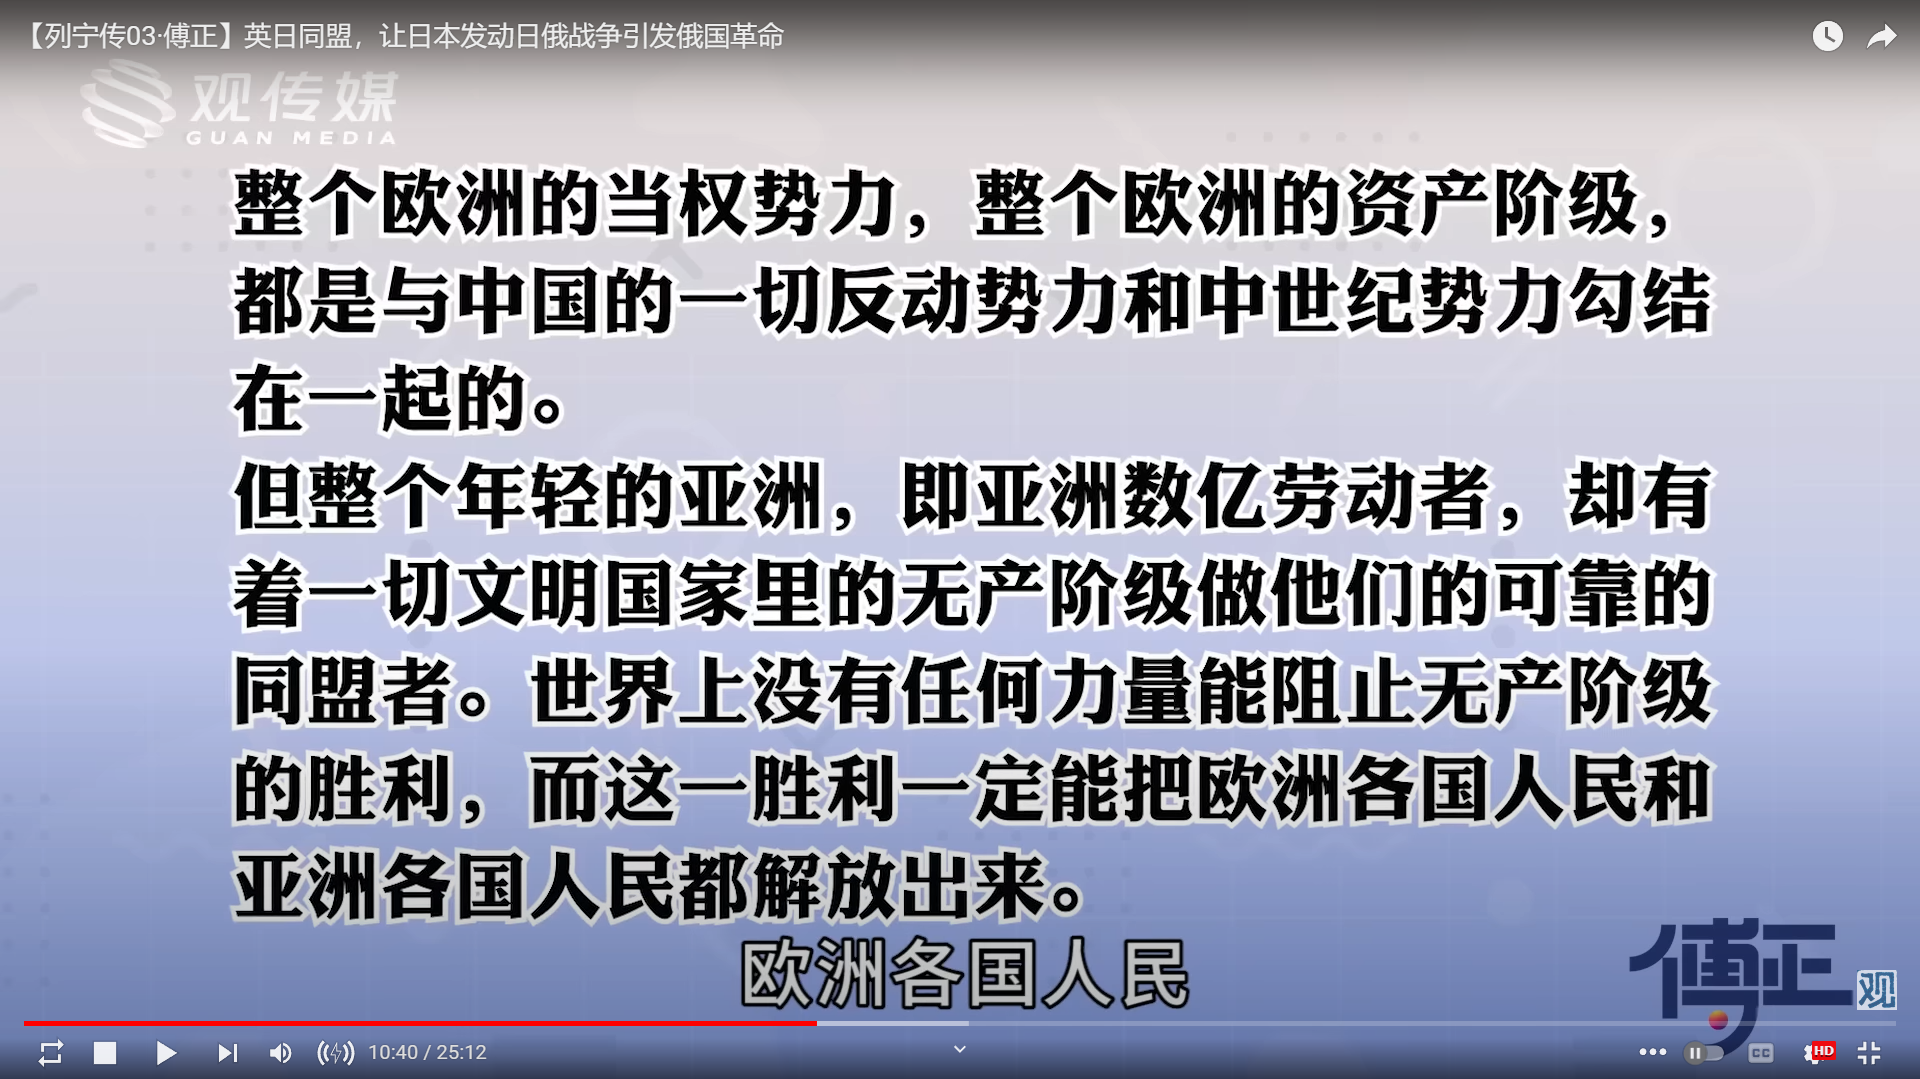 【列宁传03·傅正】英日同盟，让日本发动日俄战争引发俄国革命
观传媒
GUAN MEDIA
整个欧洲的当权势力，整个欧洲的资产阶级，
都是与中国的一切反动势力和中世纪势力勾结
在一起的。
但整个年轻的亚洲，即亚洲数亿劳动者，却有
着一切文明国家里的无产阶级做他们的可靠的
同盟者。世界上没有任何力量能阻止无产阶级
的胜利，而这一胜利一定能把欧洲各国人民和
亚洲各国人民都解放出来。
欧洲各国人民
傅正
观
10:40 / 25:12
CC
HD